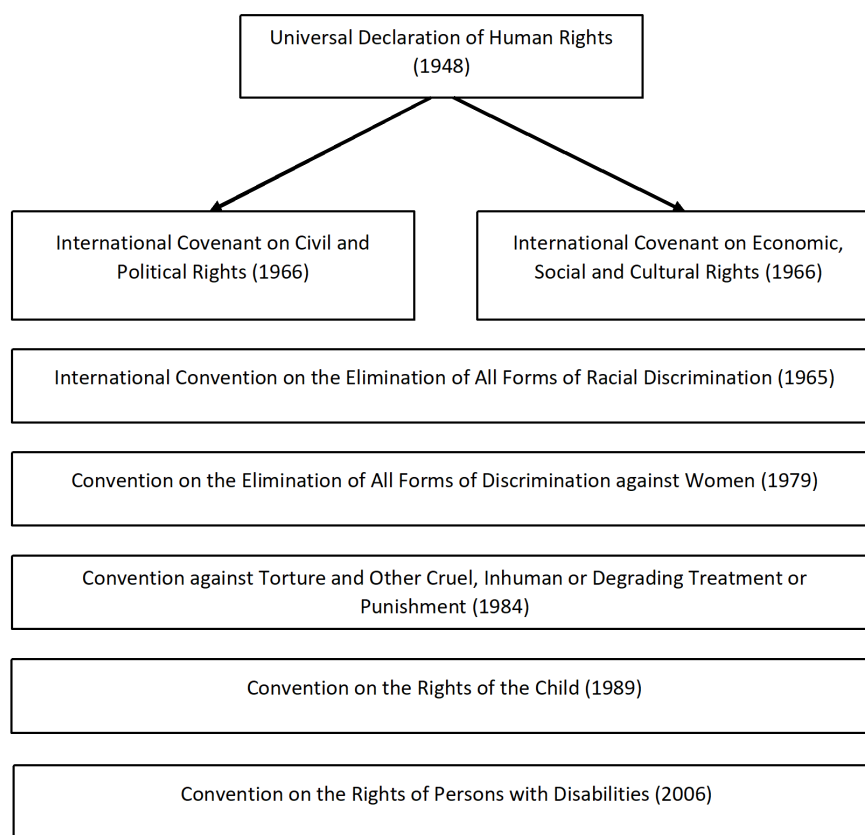 Universal Declaration of Human Rights
(1948)
International Covenant on Civil and
Political Rights (1966)
International Covenant on Economic,
Social and Cultural Rights (1966)
International Convention on the Elimination of All Forms of Racial Discrimination (1965)
Convention on the Elimination of All Forms of Discrimination against Women (1979)
Convention against Torture and Other Cruel, Inhuman or Degrading Treatment or
Punishment (1984)
Convention on the Rights of the Child (1989)
Convention on the Rights of Persons with Disabilities (2006)